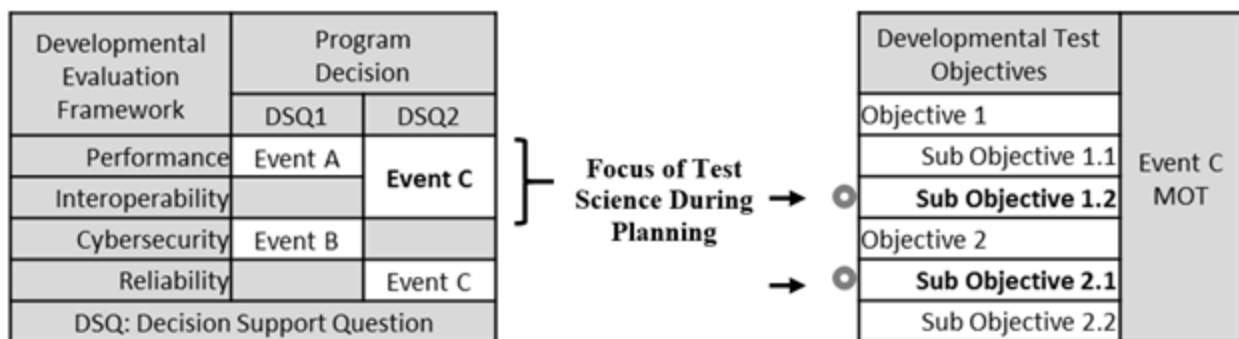 Developmental
Evaluation
Framework
Program
Decision
DSQ1
DSQ2
Performance
Event A
Event C
Interoperability
Cybersecurity
Event B
Reliability
Event C
DSQ: Decision Support Question
Focus of Test
Science During
Planning
Developmental Test
Objectives
Objective 1
Sub Objective 1.1
Sub Objective 1.2
Objective 2
Sub Objective 2.1
Sub Objective 2.2
Event C
MOT